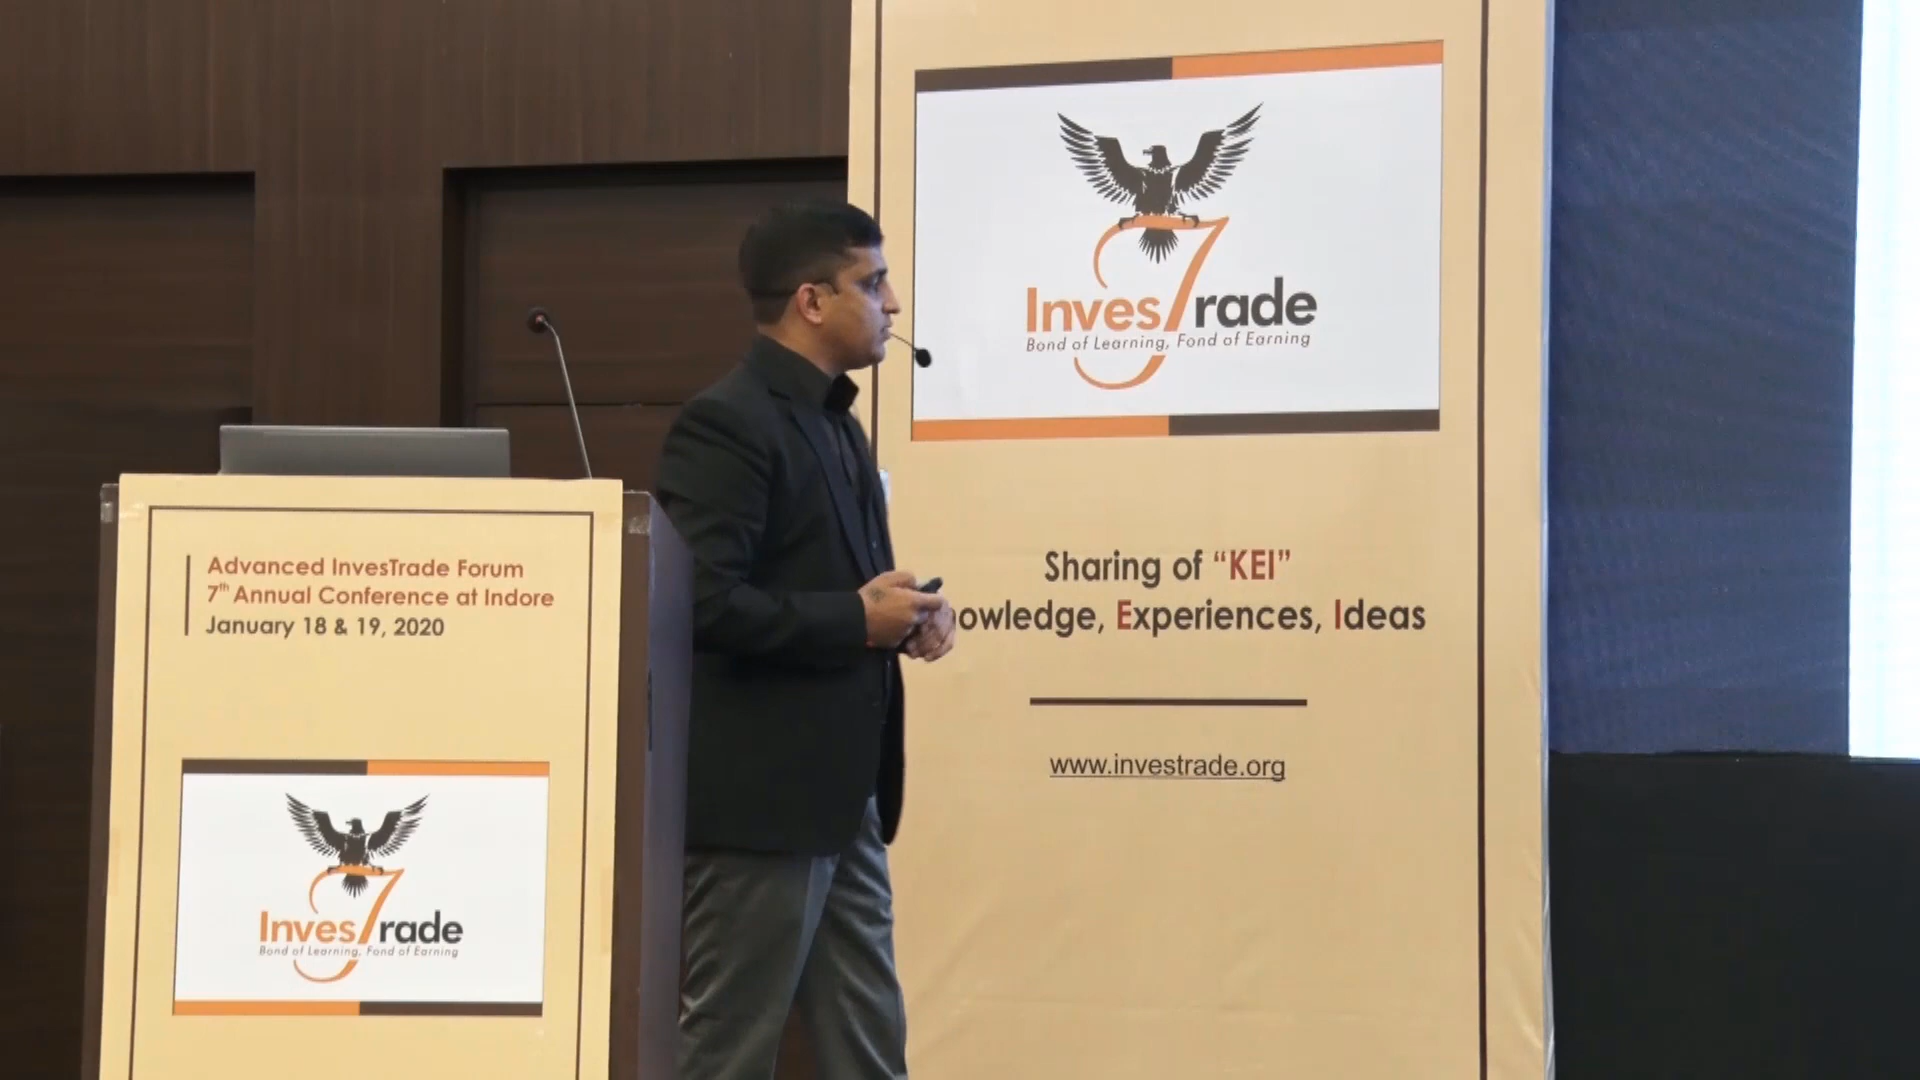 InvesTrade
Bond of Learning, Fond of Earning
Sharing of “KEI”
owledge, Experiences, Ideas
www.investrade.org
Advanced InvesTrade Forum
7th Annual Conference at Indore
January 18 & 19, 2020
InvesTrade
Bond of Learning, Fond of Earning